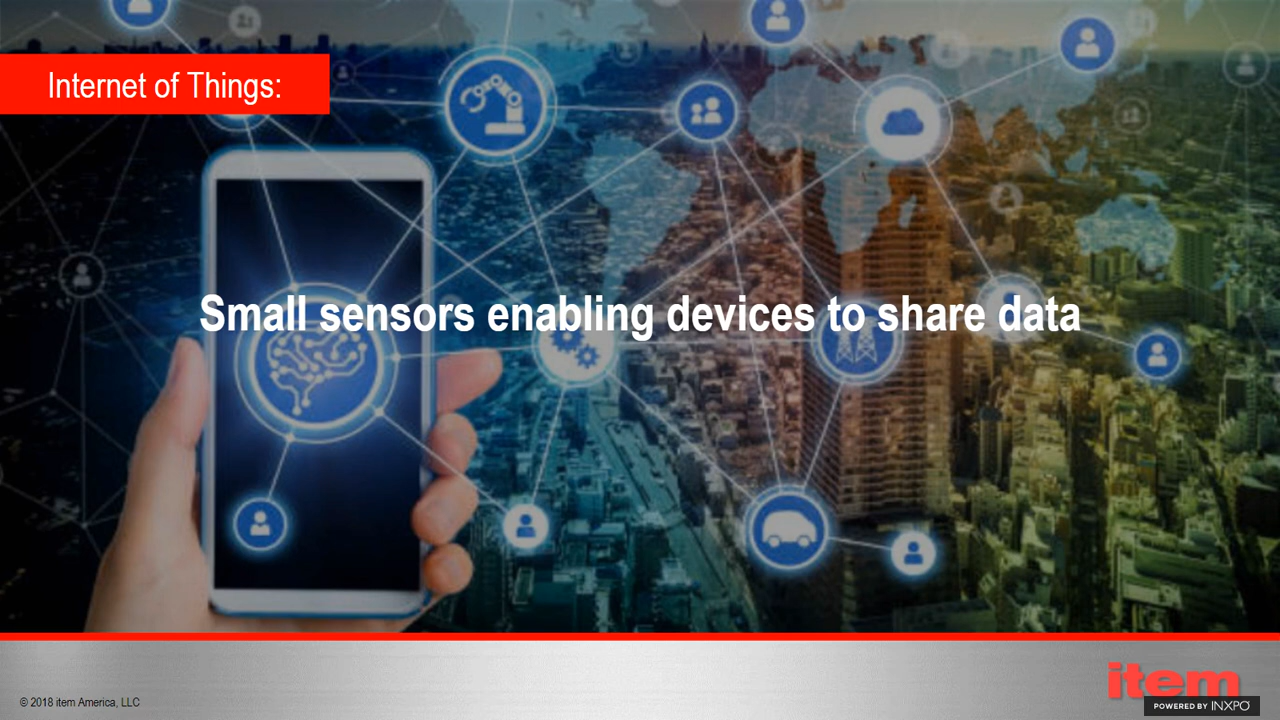 Internet of Things:
Small sensors enabling devices to share data
© 2018 item America, LLC
item
POWERED BY INXPO